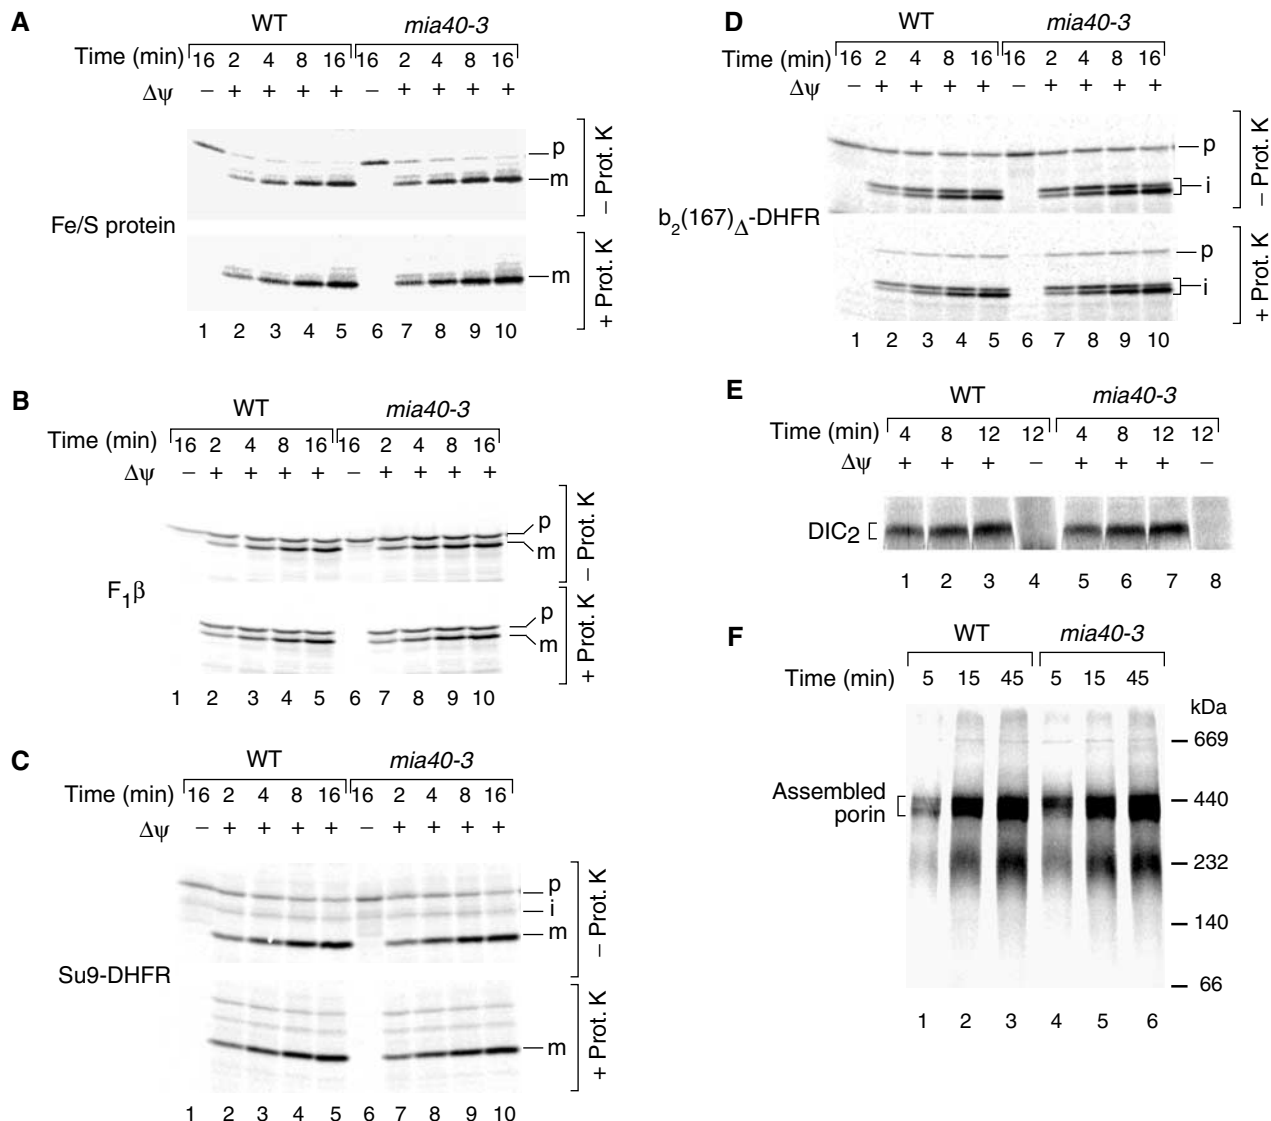 A
WT mia40-3
Time (min) 16 2 4 8 16 16 2 4 8 16
Δψ – + + + + – + + + +
p
m
– Prot. K
Fe/S protein
m
+ Prot. K
1 2 3 4 5 6 7 8 9 10
B
WT mia40-3
Time (min) 16 2 4 8 16 16 2 4 8 16
Δψ – + + + + – + + + +
p
m
– Prot. K
F1β
p
m
+ Prot. K
1 2 3 4 5 6 7 8 9 10
C
WT mia40-3
Time (min) 16 2 4 8 16 16 2 4 8 16
Δψ – + + + + – + + + +
p
i
m
– Prot. K
Su9-DHFR
m
+ Prot. K
1 2 3 4 5 6 7 8 9 10
D
WT mia40-3
Time (min) 16 2 4 8 16 16 2 4 8 16
Δψ – + + + + – + + + +
p
i
– Prot. K
b2(167)Δ-DHFR
p
i
+ Prot. K
1 2 3 4 5 6 7 8 9 10
E
WT mia40-3
Time (min) 4 8 12 12 4 8 12 12
Δψ + + + – + + + –
DIC2
1 2 3 4 5 6 7 8
F
WT mia40-3
Time (min) 5 15 45 5 15 45
kDa
669
Assembled
porin
440
232
140
66
1 2 3 4 5 6